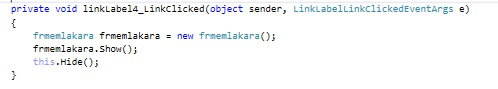 private void linkLabel4_LinkClicked(object sender, LinkLabelLinkClickedEventArgs e)
{
    frmemlakara frmemlakara = new frmemlakara();
    frmemlakara.Show();
    this.Hide();
}